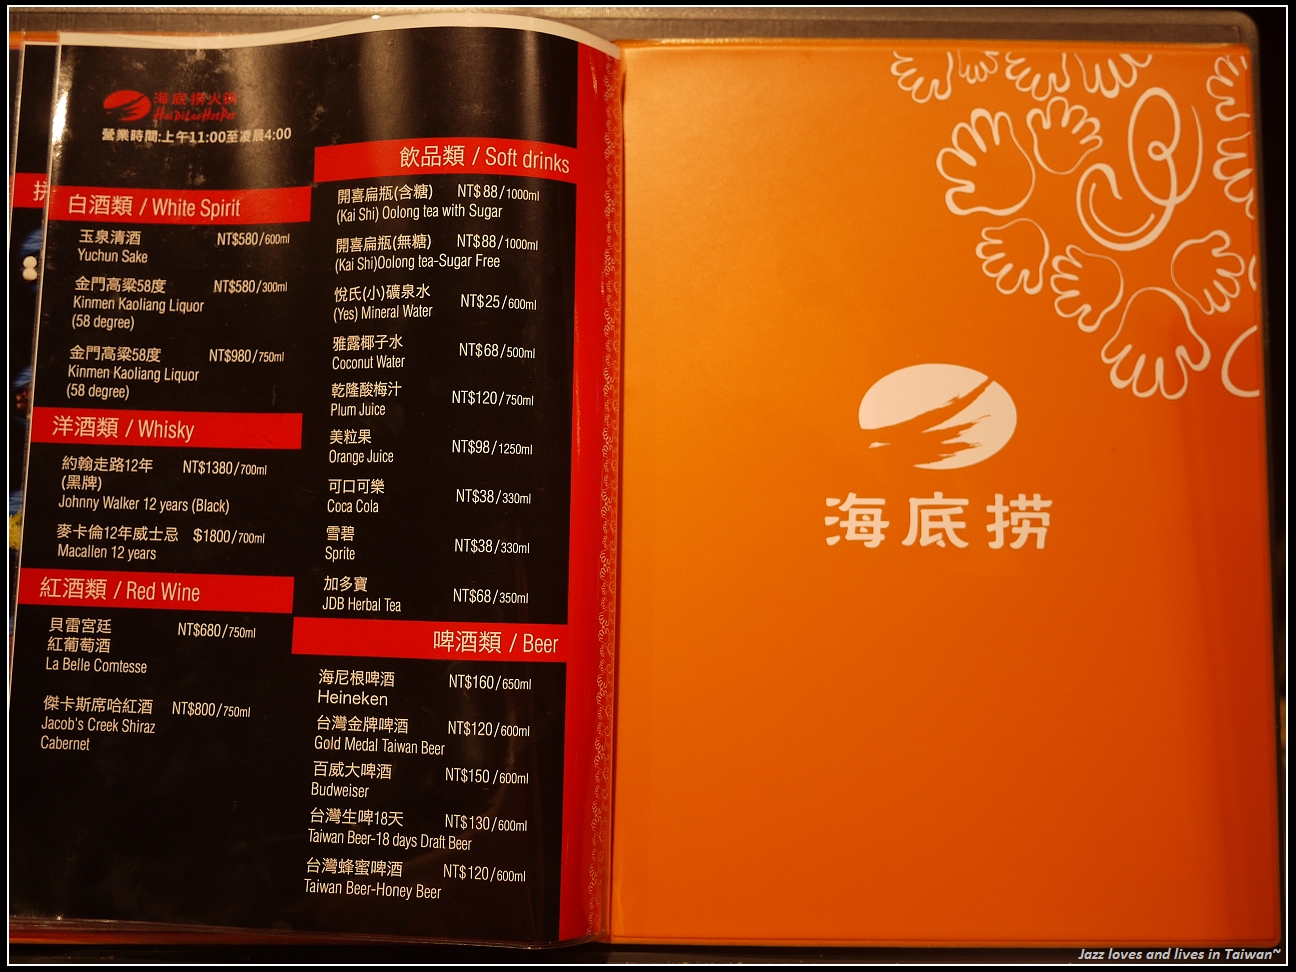 海底捞火锅
Hai Di Lao Hot Pot
營業時間:上午11:00至凌晨4:00
拼
白酒類 / White Spirit
玉泉清酒 NT$580/600ml
Yuchun Sake
金門高粱58度 NT$580/300ml
Kinmen Kaoliang Liquor
(58 degree)
金門高粱58度 NT$980/750ml
Kinmen Kaoliang Liquor
(58 degree)
洋酒類 / Whisky
約翰走路12年 NT$1380/700ml
(黑牌)
Johnny Walker 12 years (Black)
麥卡倫12年威士忌 $1800/700ml
Macallen 12 years
紅酒類 / Red Wine
貝雷宮廷 NT$680/750ml
紅葡萄酒
La Belle Comtesse
傑卡斯席哈紅酒 NT$800/750ml
Jacob's Creek Shiraz
Cabernet
飲品類 / Soft drinks
開喜扁瓶(含糖) NT$88/1000ml
(Kai Shi) Oolong tea with Sugar
開喜扁瓶(無糖) NT$88/1000ml
(Kai Shi)Oolong tea-Sugar Free
悅氏(小)礦泉水 NT$25/600ml
(Yes) Mineral Water
雅露椰子水 NT$68/500ml
Coconut Water
乾隆酸梅汁 NT$120/750ml
Plum Juice
美粒果 NT$98/1250ml
Orange Juice
可口可樂 NT$38/330ml
Coca Cola
雪碧 NT$38/330ml
Sprite
加多寶 NT$68/350ml
JDB Herbal Tea
啤酒類 / Beer
海尼根啤酒 NT$160/650ml
Heineken
台灣金牌啤酒 NT$120/600ml
Gold Medal Taiwan Beer
百威大啤酒 NT$150/600ml
Budweiser
台灣生啤18天 NT$130/600ml
Taiwan Beer-18 days Draft Beer
台灣蜂蜜啤酒 NT$120/600ml
Taiwan Beer-Honey Beer
海底捞
Jazz loves and lives in Taiwan~